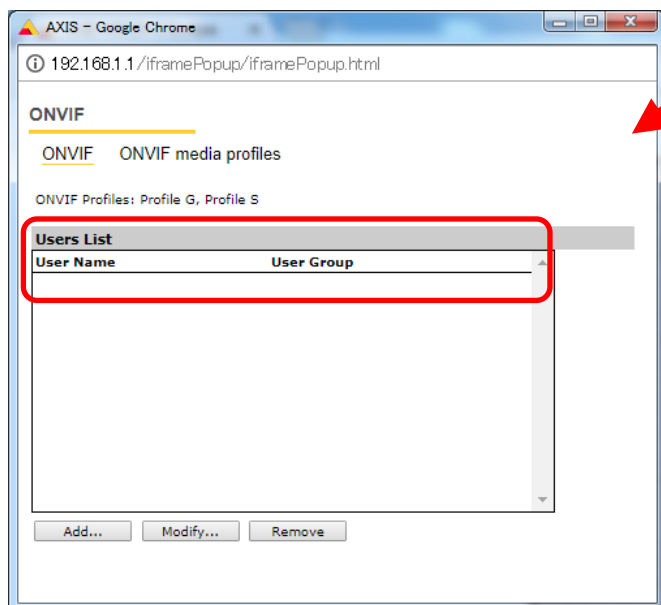 AXIS - Google Chrome
192.168.1.1/iframePopup/iframePopup.html
ONVIF
ONVIF ONVIF media profiles
ONVIF Profiles: Profile G, Profile S
Users List
User Name User Group
Add... Modify... Remove